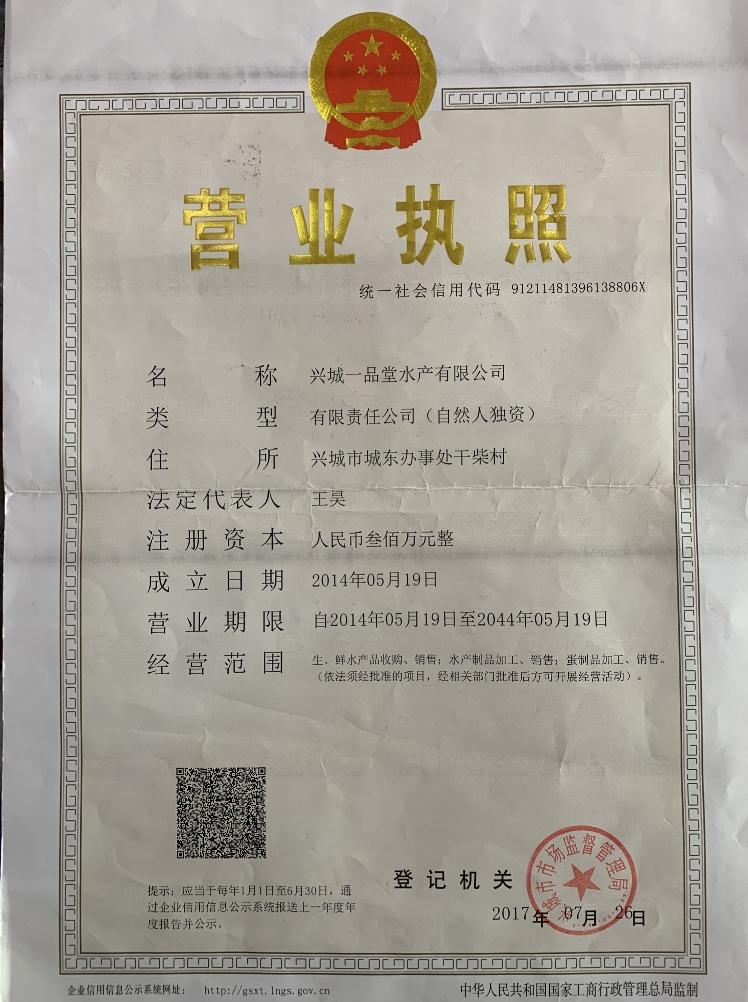 营业执照
统一社会信用代码 91211481396138806X
名称 兴城一品堂水产有限公司
类型 有限责任公司（自然人独资）
住所 兴城市城东办事处干柴村
法定代表人 王昊
注册资本 人民币叁佰万元整
成立日期 2014年05月19日
营业期限 自2014年05月19日至2044年05月19日
经营范围 生、鲜水产品收购、销售；水产制品加工、销售；蛋制品加工、销售。
（依法须经批准的项目，经相关部门批准后方可开展经营活动）。
提示：应当于每年1月1日至6月30日，通
过企业信用信息公示系统报送上一年度年
度报告并公示。
登记机关
兴城市市场监督管理局
2017年07月26日
企业信用信息公示系统网址： http://gsxt.lngs.gov.cn
中华人民共和国国家工商行政管理总局监制